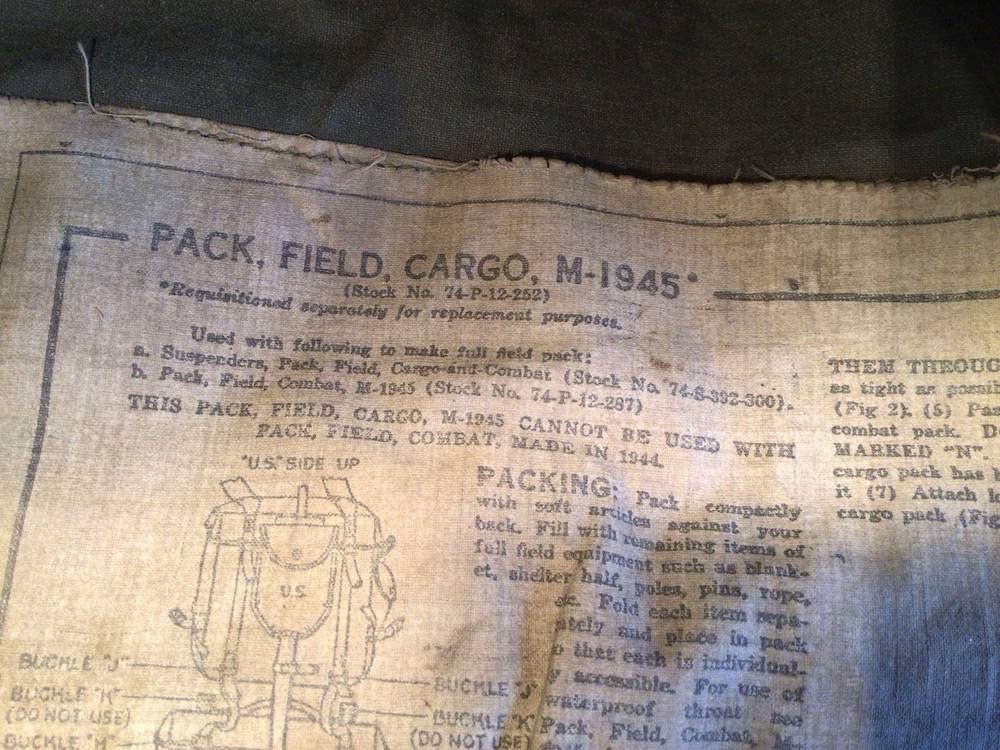 PACK, FIELD, CARGO, M-1945*
(Stock No. 74-P-12-252)
*Requisitioned separately for replacement purposes.
Used with following to make full field pack:
a. Suspenders, Pack, Field, Cargo-and-Combat (Stock No. 74-S-392-300).
b. Pack, Field, Combat, M-1945 (Stock No. 74-P-12-287)
THIS PACK, FIELD, CARGO, M-1945 CANNOT BE USED WITH
PACK, FIELD, COMBAT, MADE IN 1944.
"U.S." SIDE UP
U.S.
BUCKLE "J"
BUCKLE "K"
(DO NOT USE)
BUCKLE "H"
BUCKLE "J"
BUCKLE "K"
(DO NOT USE)
PACKING: Pack compactly
with soft articles against your
back. Fill with remaining items of
full field equipment such as blank-
et, shelter half, poles, pins, rope,
etc. Fold each item sepa-
ately and place in pack
o that each is individual-
y accessible. For use of
waterproof throat see
Pack, Field, Combat, M-
THEM THROUG
as tight as possib
(Fig 2). (5) Pas
combat pack. D
MARKED "N".
cargo pack has
it (7) Attach
cargo pack (Fig